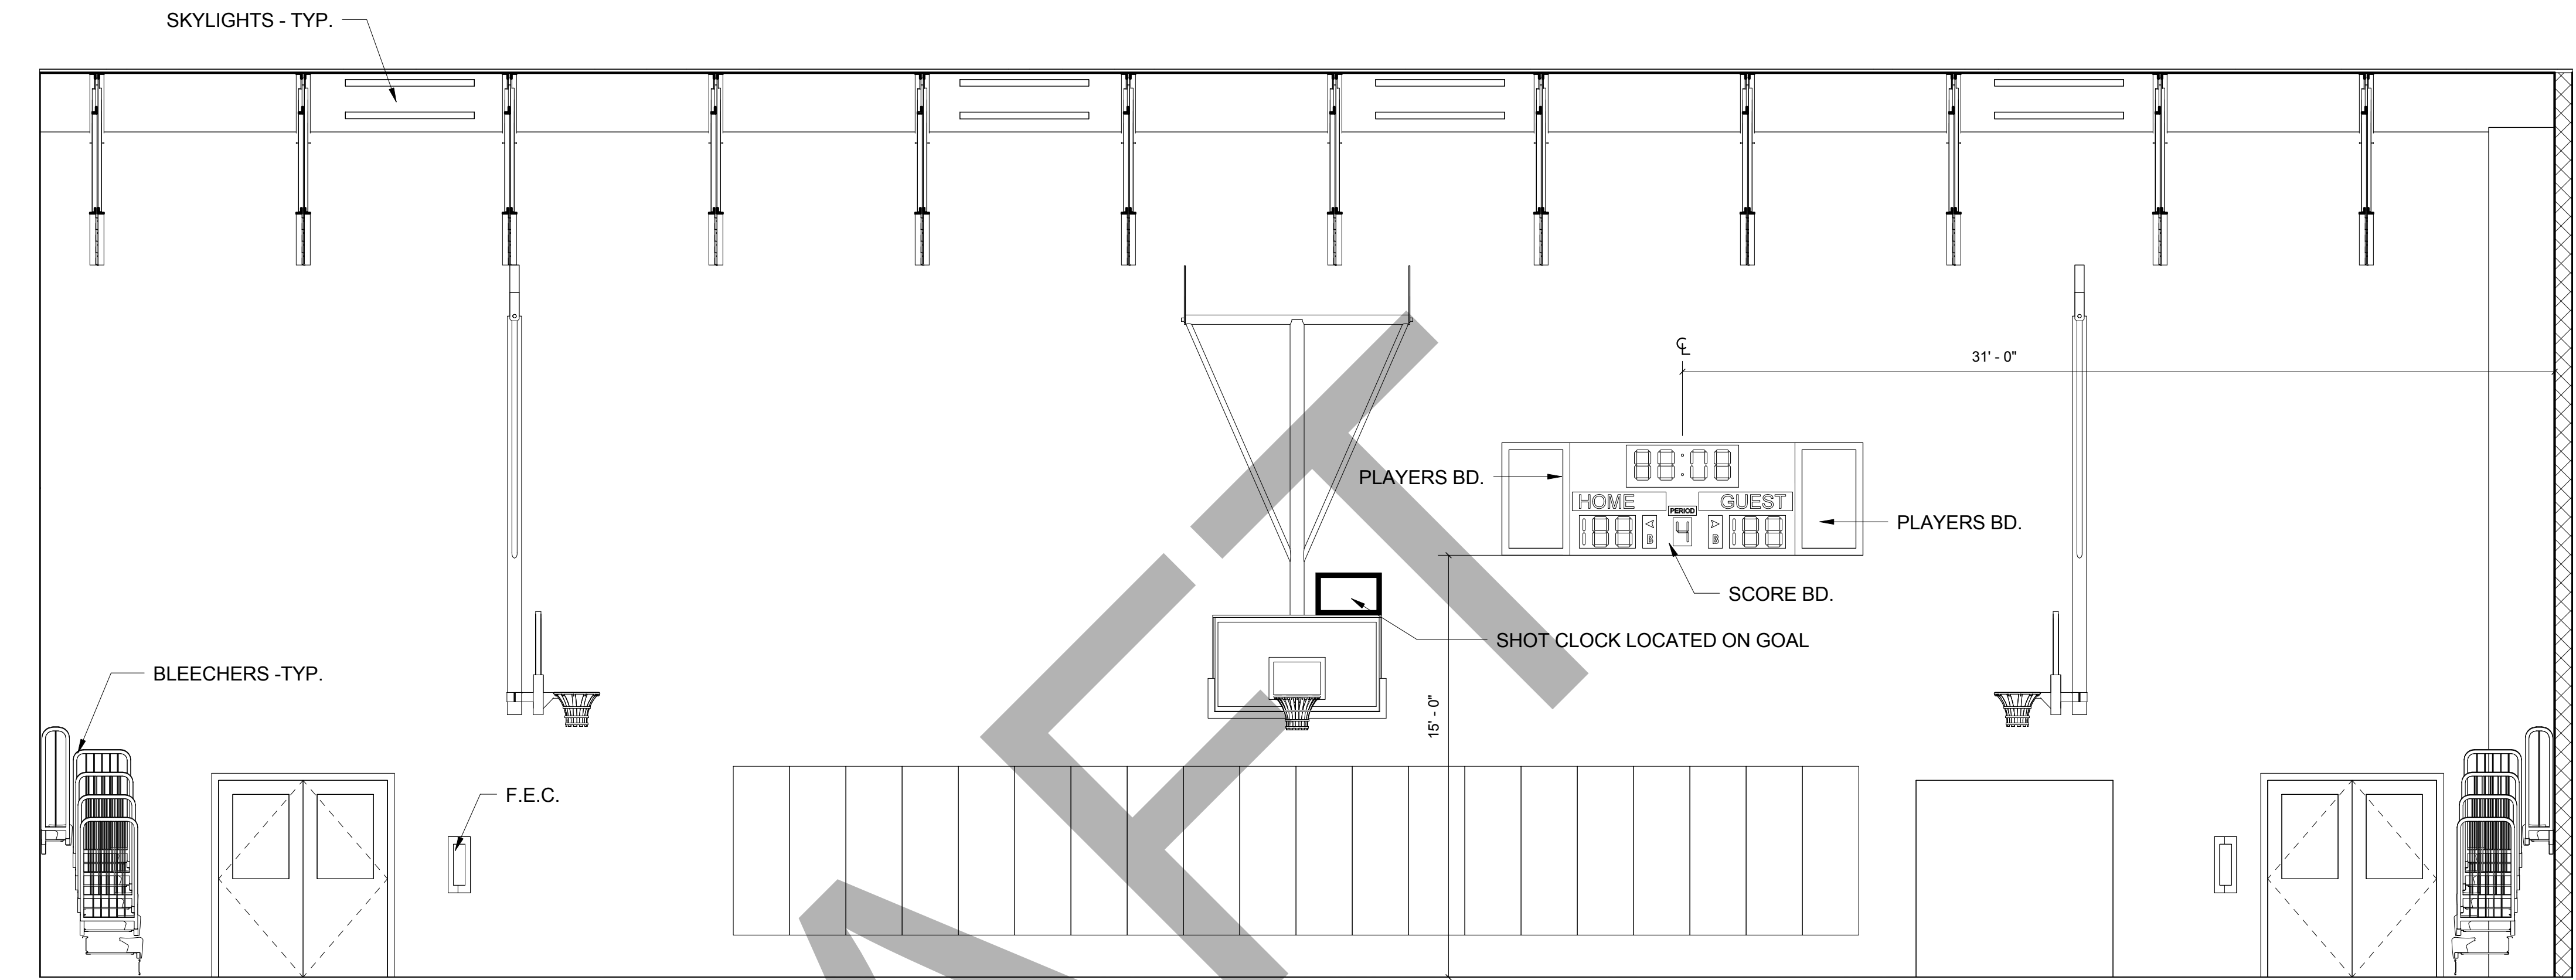 SKYLIGHTS - TYP.
℄
31' - 0"
88:08
PLAYERS BD.
HOME
GUEST
PERIOD
188
B
4
B
188
PLAYERS BD.
SCORE BD.
SHOT CLOCK LOCATED ON GOAL
BLEECHERS -TYP.
15' - 0"
F.E.C.